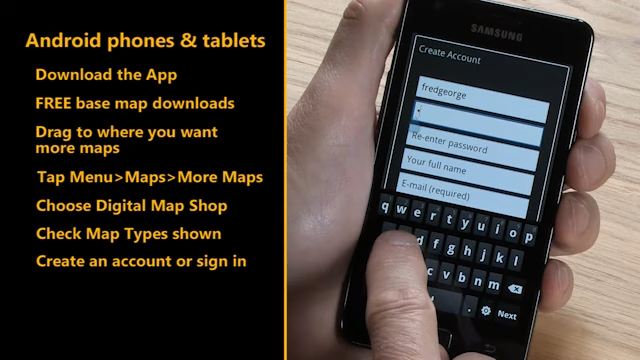 Android phones & tablets
Download the App
FREE base map downloads
Drag to where you want
more maps
Tap Menu>Maps>More Maps
Choose Digital Map Shop
Check Map Types shown
Create an account or sign in
SAMSUNG
Create Account
fredgeorge
Re-enter password
Your full name
E-mail (required)
q w e r t y u i o p
d f g h j k l
c v b n m
. Next